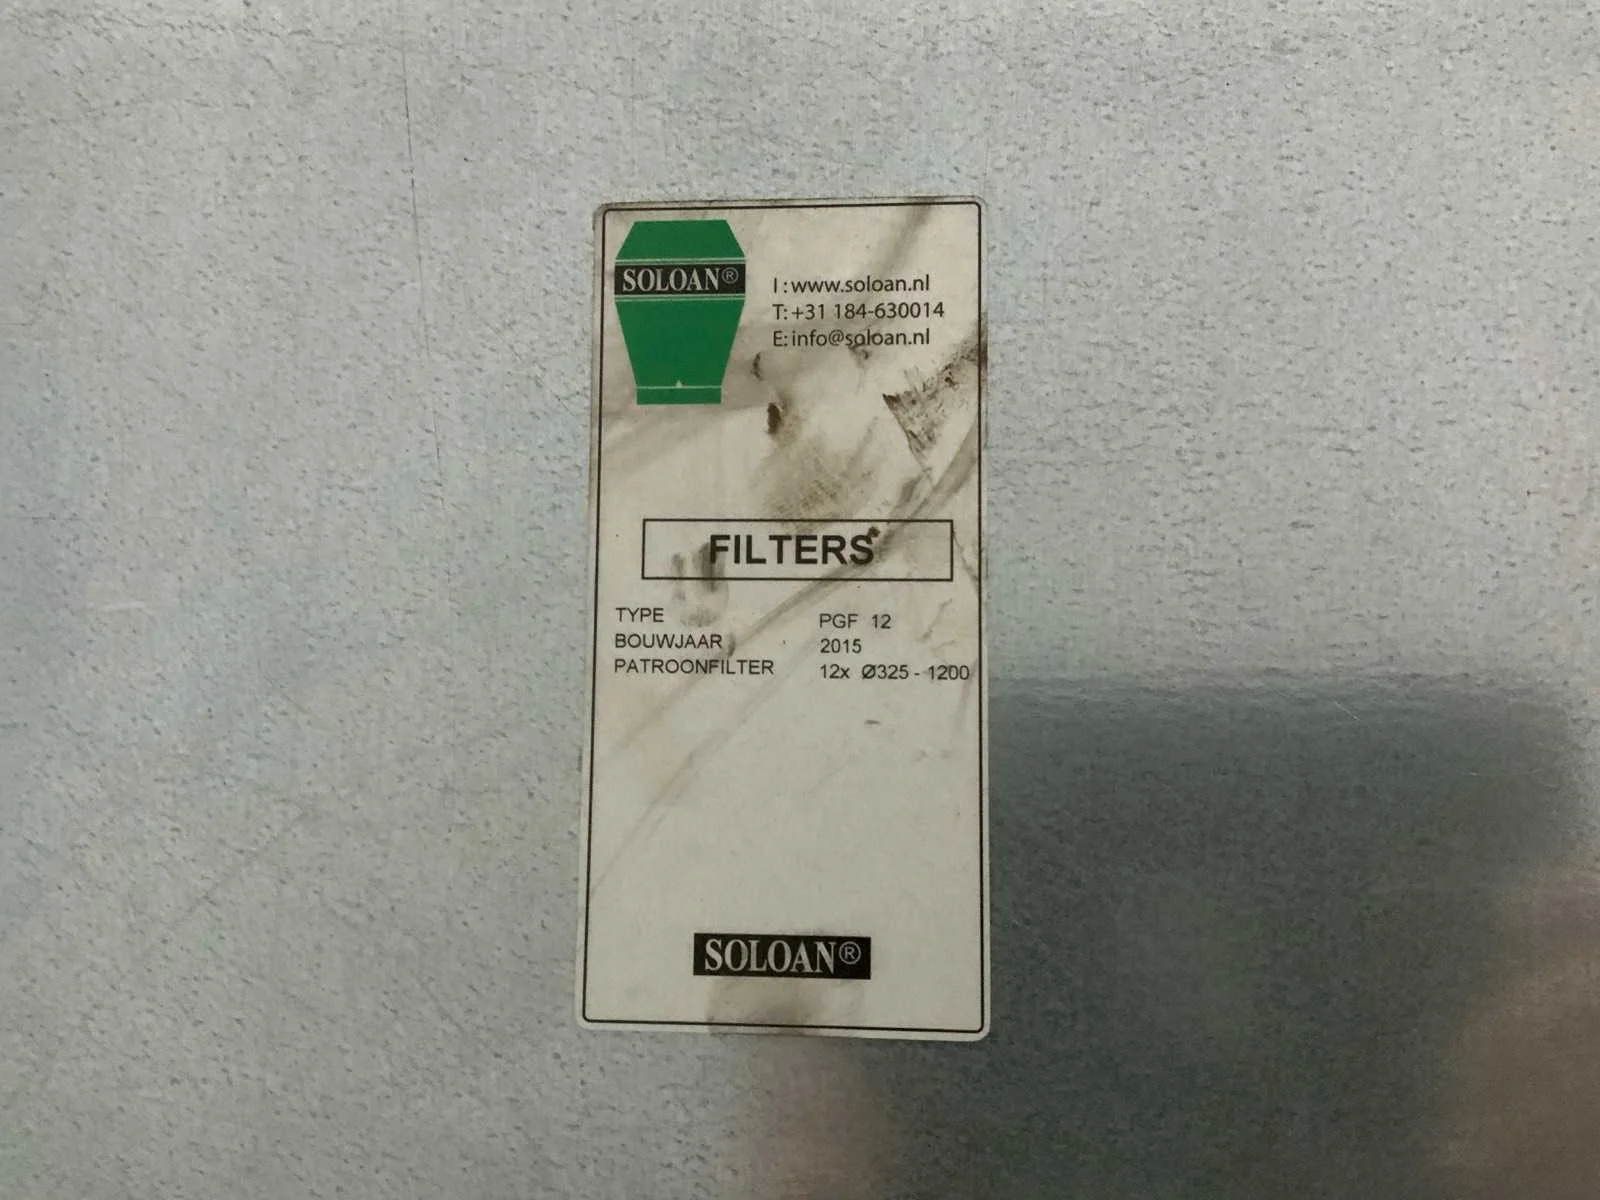 SOLOAN®
I : www.soloan.nl
T: +31 184-630014
E: info@soloan.nl
FILTERS
TYPE PGF 12
BOUWJAAR 2015
PATROONFILTER 12x Ø325 - 1200
SOLOAN®